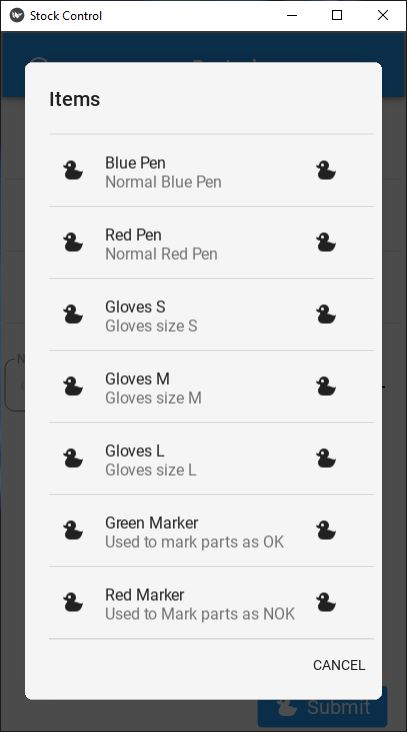 Stock Control
Items
Blue Pen
Normal Blue Pen
Red Pen
Normal Red Pen
Gloves S
Gloves size S
Gloves M
Gloves size M
Gloves L
Gloves size L
Green Marker
Used to mark parts as OK
Red Marker
Used to Mark parts as NOK
CANCEL
Submit